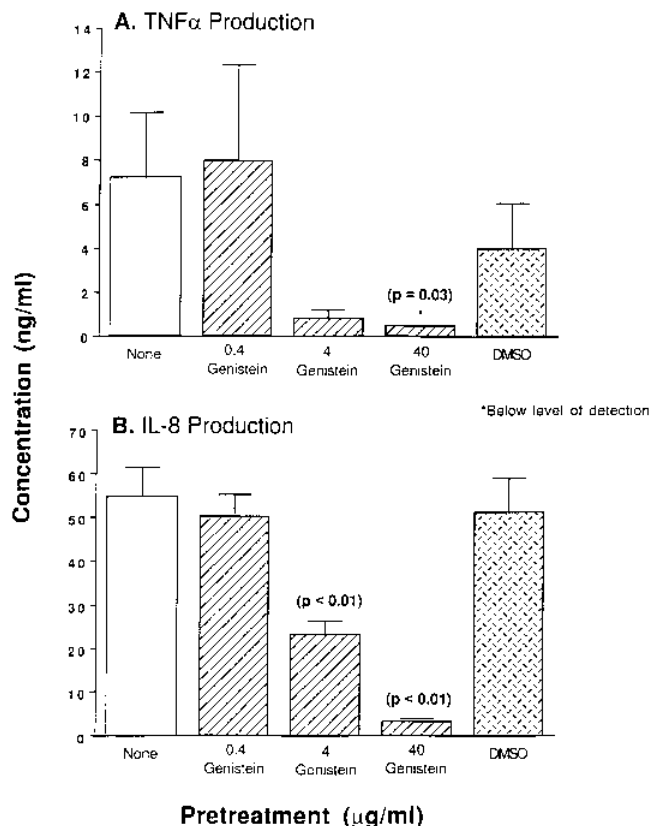 A. TNFα Production
14
12
10
8
6
4
2
0
(p = 0.03)
*
None
0.4
Genistein
4
Genistein
40
Genistein
DMSO
*Below level of detection
Concentration (ng/ml)
B. IL-8 Production
70
60
50
40
30
20
10
0
(p < 0.01)
(p < 0.01)
None
0.4
Genistein
4
Genistein
40
Genistein
DMSO
Pretreatment (μg/ml)